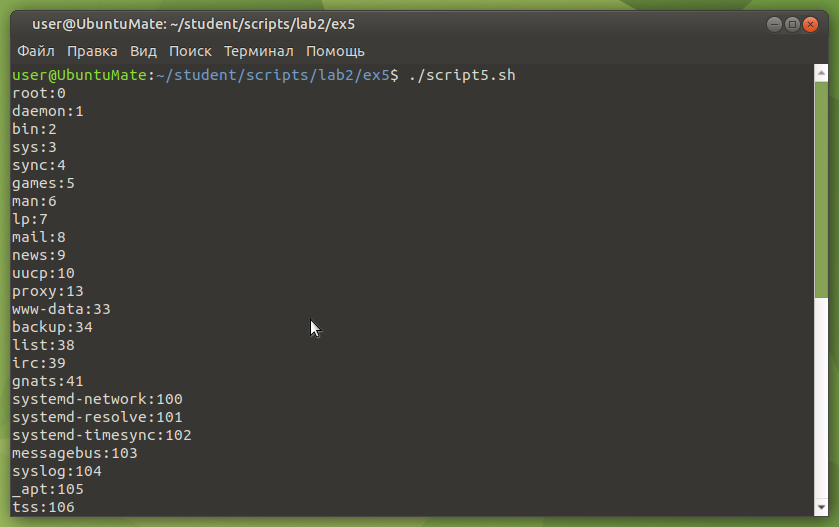 user@UbuntuMate: ~/student/scripts/lab2/ex5
Файл Правка Вид Поиск Терминал Помощь
user@UbuntuMate:~/student/scripts/lab2/ex5$ ./script5.sh
root:0
daemon:1
bin:2
sys:3
sync:4
games:5
man:6
lp:7
mail:8
news:9
uucp:10
proxy:13
www-data:33
backup:34
list:38
irc:39
gnats:41
systemd-network:100
systemd-resolve:101
systemd-timesync:102
messagebus:103
syslog:104
_apt:105
tss:106